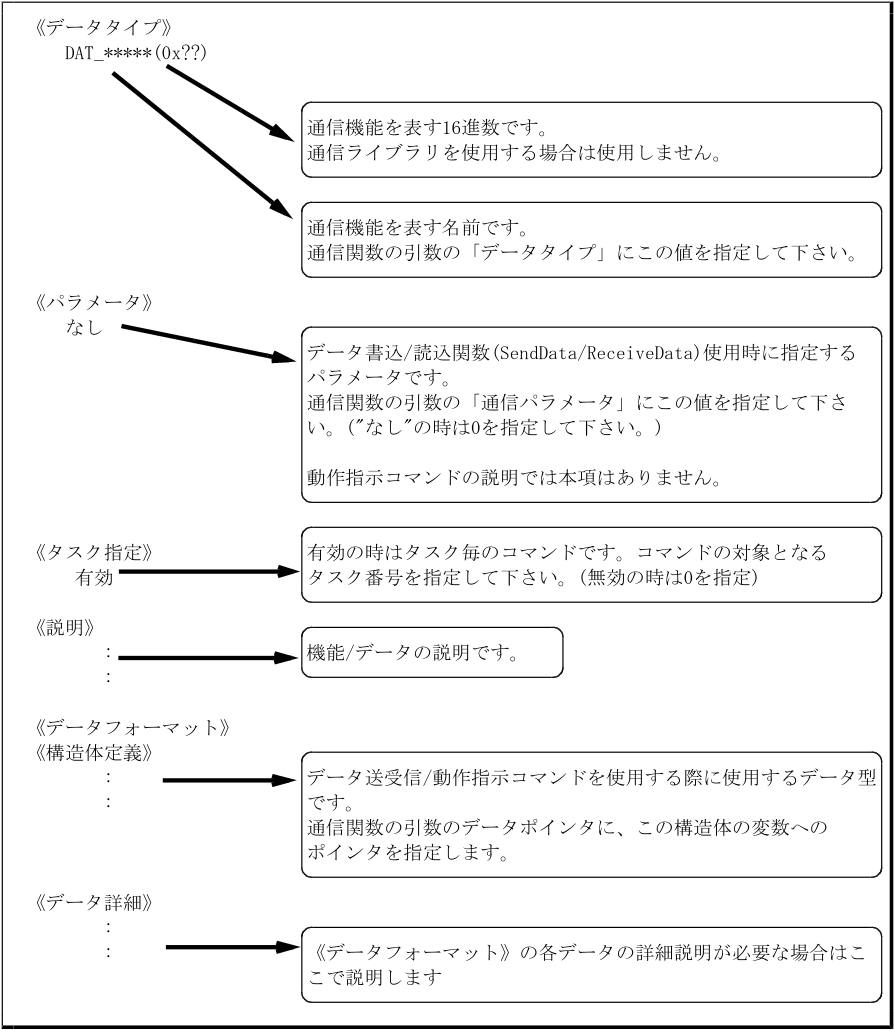 《データタイプ》
DAT_*****(0x??)
通信機能を表す16進数です。
通信ライブラリを使用する場合は使用しません。
通信機能を表す名前です。
通信関数の引数の「データタイプ」にこの値を指定して下さい。
《パラメータ》
なし
データ書込/読込関数(SendData/ReceiveData)使用時に指定する
パラメータです。
通信関数の引数の「通信パラメータ」にこの値を指定して下さ
い。("なし"の時は0を指定して下さい。)
動作指示コマンドの説明では本項はありません。
《タスク指定》
有効
有効の時はタスク毎のコマンドです。コマンドの対象となる
タスク番号を指定して下さい。(無効の時は0を指定)
《説明》
:
:
機能/データの説明です。
《データフォーマット》
《構造体定義》
:
:
データ送受信/動作指示コマンドを使用する際に使用するデータ型
です。
通信関数の引数のデータポインタに、この構造体の変数への
ポインタを指定します。
《データ詳細》
:
:
《データフォーマット》の各データの詳細説明が必要な場合はこ
こで説明します